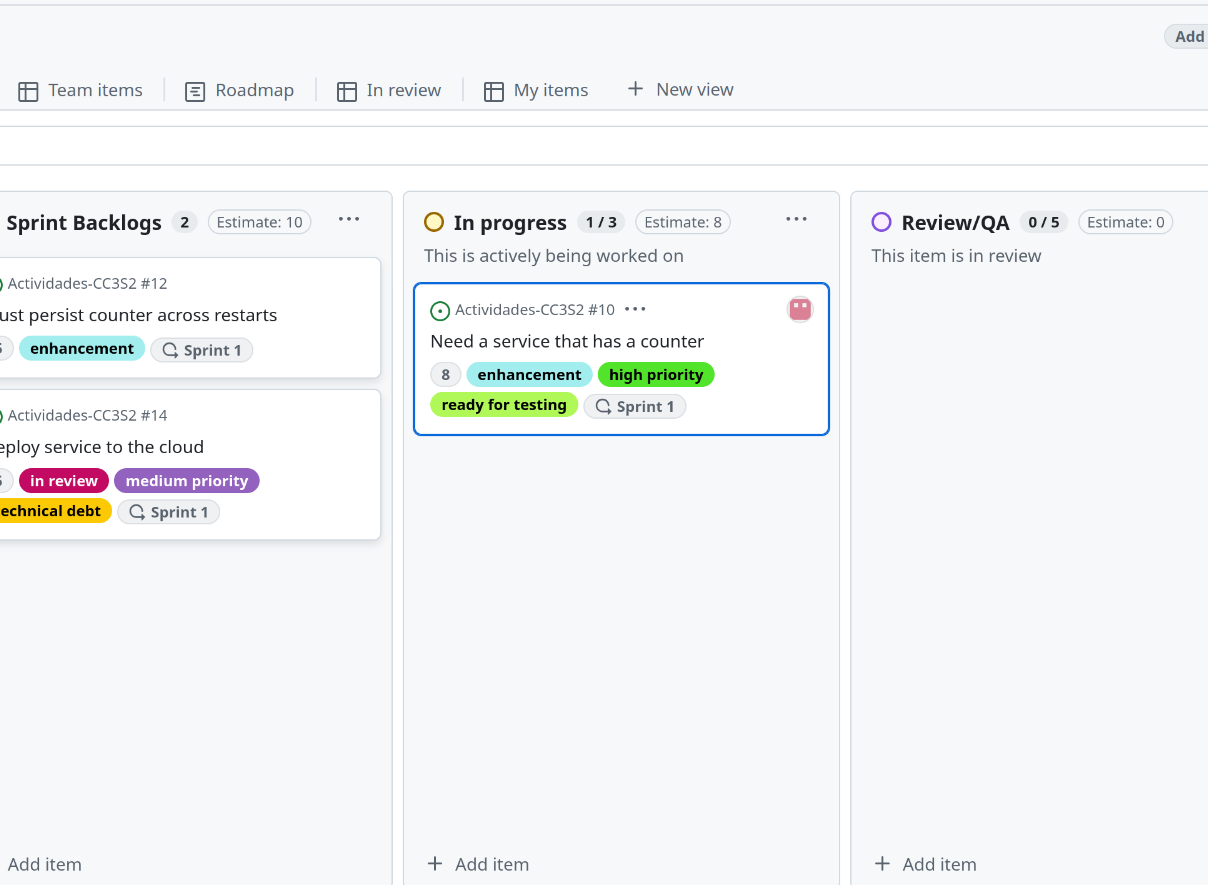 Add
Team items
Roadmap
In review
My items
New view
Sprint Backlogs 2 Estimate: 10
Actividades-CC3S2 #12
ust persist counter across restarts
enhancement Sprint 1
Actividades-CC3S2 #14
eploy service to the cloud
in review medium priority
echnical debt Sprint 1
Add item
In progress 1 / 3 Estimate: 8
This is actively being worked on
Actividades-CC3S2 #10
Need a service that has a counter
8 enhancement high priority
ready for testing Sprint 1
Add item
Review/QA 0 / 5 Estimate: 0
This item is in review
Add item